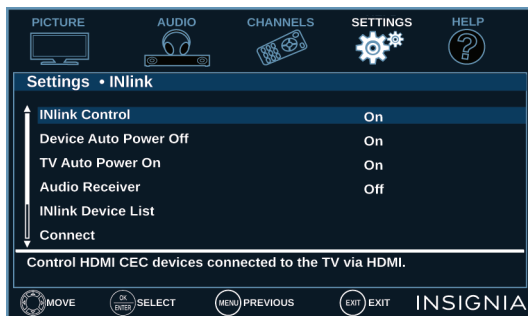 PICTURE AUDIO CHANNELS SETTINGS HELP
Settings • INlink
INlink Control On
Device Auto Power Off On
TV Auto Power On On
Audio Receiver Off
INlink Device List
Connect
Control HDMI CEC devices connected to the TV via HDMI.
MOVE OK ENTER SELECT MENU PREVIOUS EXIT EXIT INSIGNIA